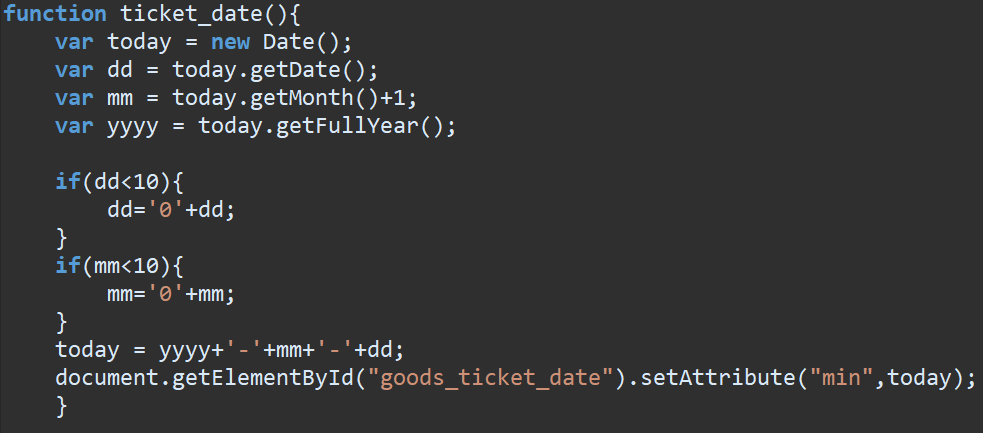 function ticket_date(){
    var today = new Date();
    var dd = today.getDate();
    var mm = today.getMonth()+1;
    var yyyy = today.getFullYear();

    if(dd<10){
        dd='0'+dd;
    }
    if(mm<10){
        mm='0'+mm;
    }
    today = yyyy+'-'+mm+'-'+dd;
    document.getElementById("goods_ticket_date").setAttribute("min",today);
    }